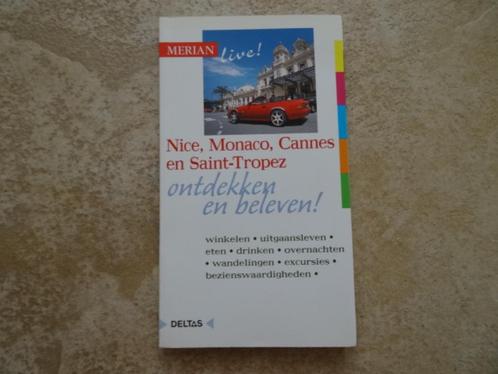 MERIAN live!
Nice, Monaco, Cannes
en Saint-Tropez
ontdekken
en beleven!
winkelen • uitgaansleven •
eten • drinken • overnachten
• wandelingen • excursies •
bezienswaardigheden •
DELTAS